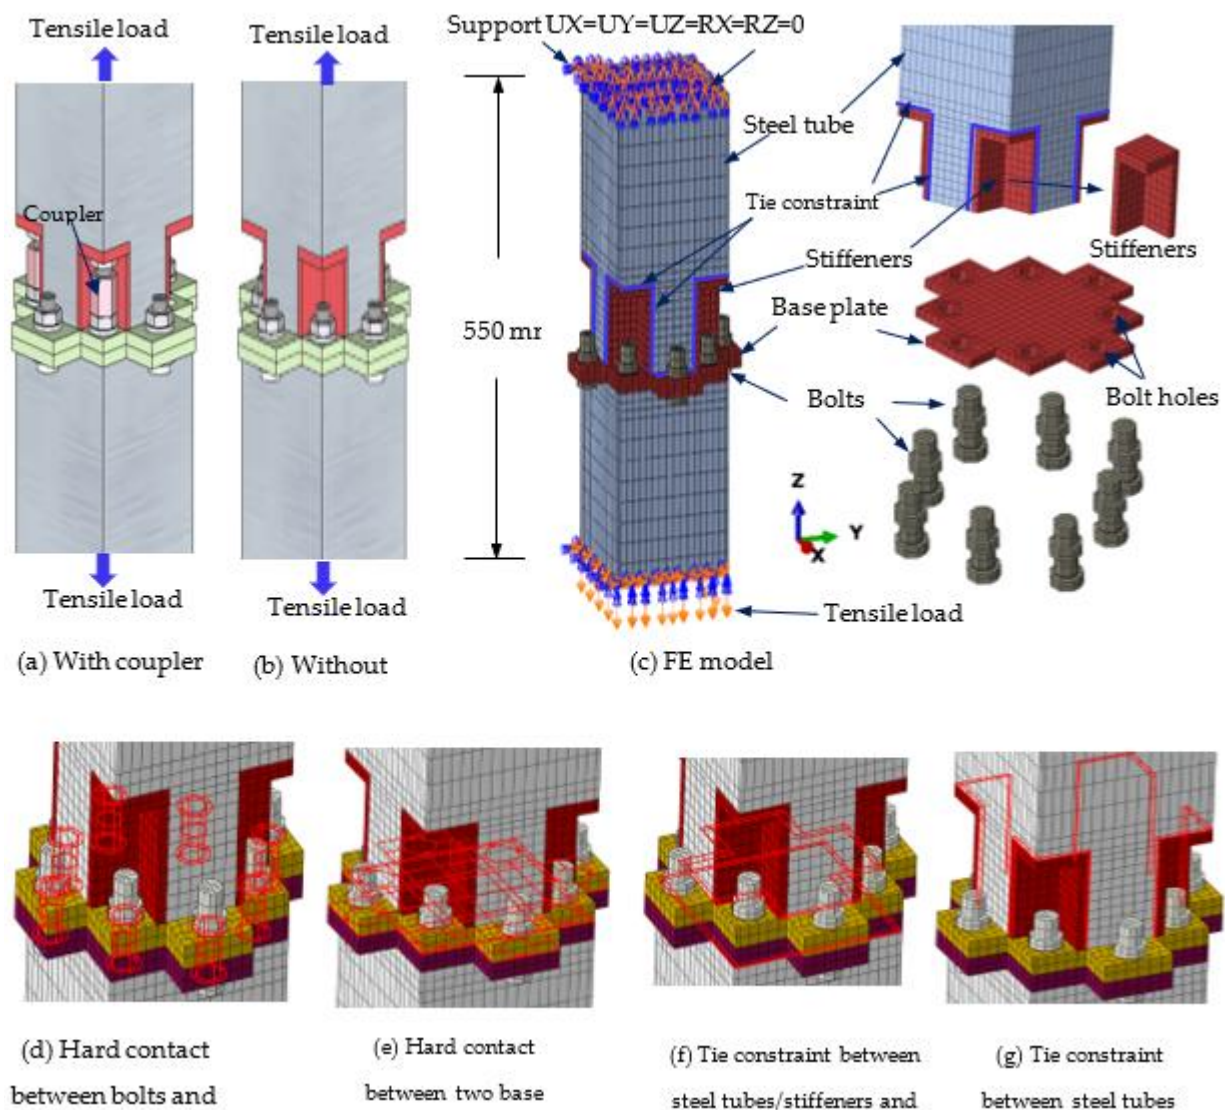 Tensile load
Tensile load
Support UX=UY=UZ=RX=RZ=0
Steel tube
Coupler
Tie constraint
Stiffeners
Stiffeners
Base plate
550 mr
Bolts
Bolt holes
Z
Y
X
Tensile load
Tensile load
Tensile load
(a) With coupler
(b) Without
(c) FE model
(d) Hard contact
between bolts and
(e) Hard contact
between two base
(f) Tie constraint between
steel tubes/stiffeners and
(g) Tie constraint
between steel tubes